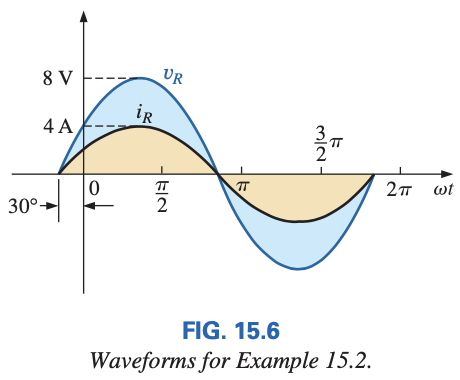 8 V
v_R
i_R
4 A
3/2 π
0
π/2
π
2π
ωt
30°
FIG. 15.6
Waveforms for Example 15.2.